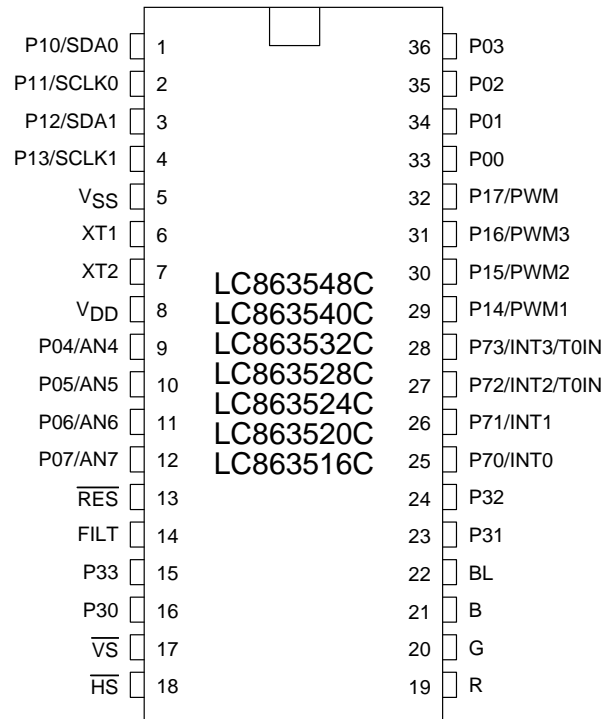 P10/SDA0 1 36 P03
P11/SCLK0 2 35 P02
P12/SDA1 3 34 P01
P13/SCLK1 4 33 P00
VSS 5 32 P17/PWM
XT1 6 31 P16/PWM3
XT2 7 30 P15/PWM2
VDD 8 29 P14/PWM1
P04/AN4 9 28 P73/INT3/T0IN
P05/AN5 10 27 P72/INT2/T0IN
P06/AN6 11 26 P71/INT1
P07/AN7 12 25 P70/INT0
RES 13 24 P32
FILT 14 23 P31
P33 15 22 BL
P30 16 21 B
VS 17 20 G
HS 18 19 R
LC863548C
LC863540C
LC863532C
LC863528C
LC863524C
LC863520C
LC863516C